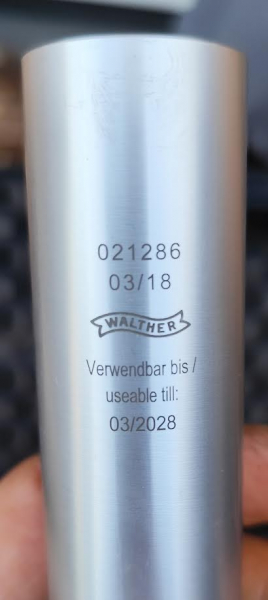 021286
03/18
WALTHER
Verwendbar bis /
useable till:
03/2028